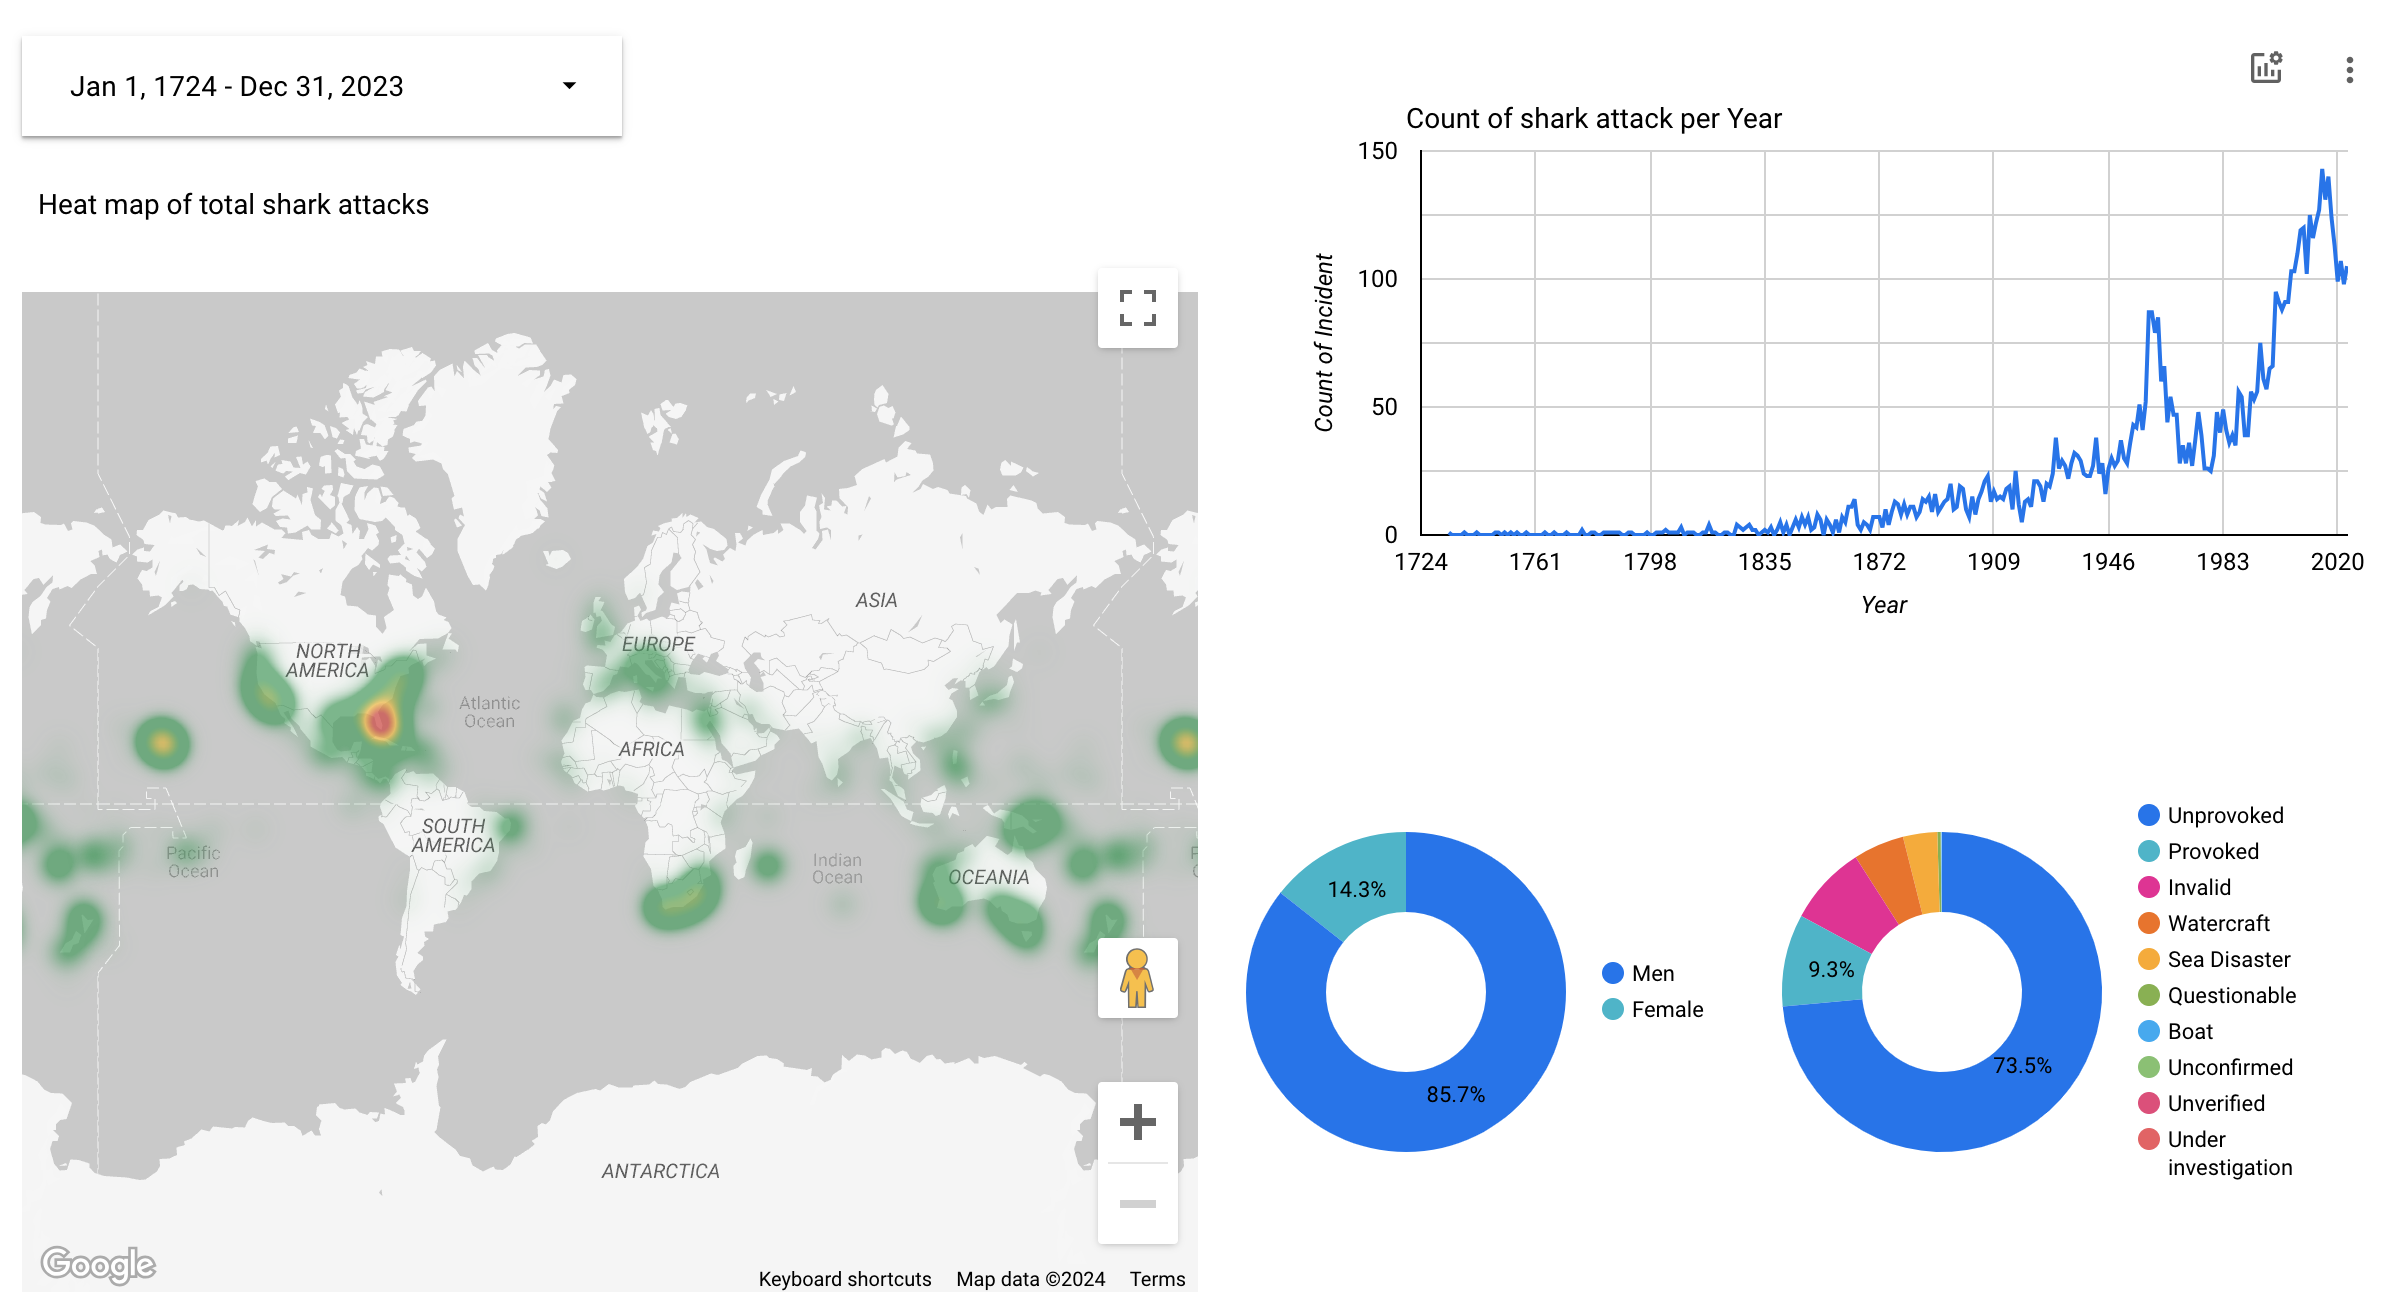 Jan 1, 1724 - Dec 31, 2023
Heat map of total shark attacks
NORTH
AMERICA
Atlantic
Ocean
EUROPE
ASIA
AFRICA
SOUTH
AMERICA
Pacific
Ocean
Indian
Ocean
OCEANIA
P
O
ANTARCTICA
Google
Keyboard shortcuts
Map data ©2024
Terms
Count of shark attack per Year
Count of Incident
150
100
50
0
1724
1761
1798
1835
1872
1909
1946
1983
2020
Year
14.3%
85.7%
Men
Female
9.3%
73.5%
Unprovoked
Provoked
Invalid
Watercraft
Sea Disaster
Questionable
Boat
Unconfirmed
Unverified
Under
investigation